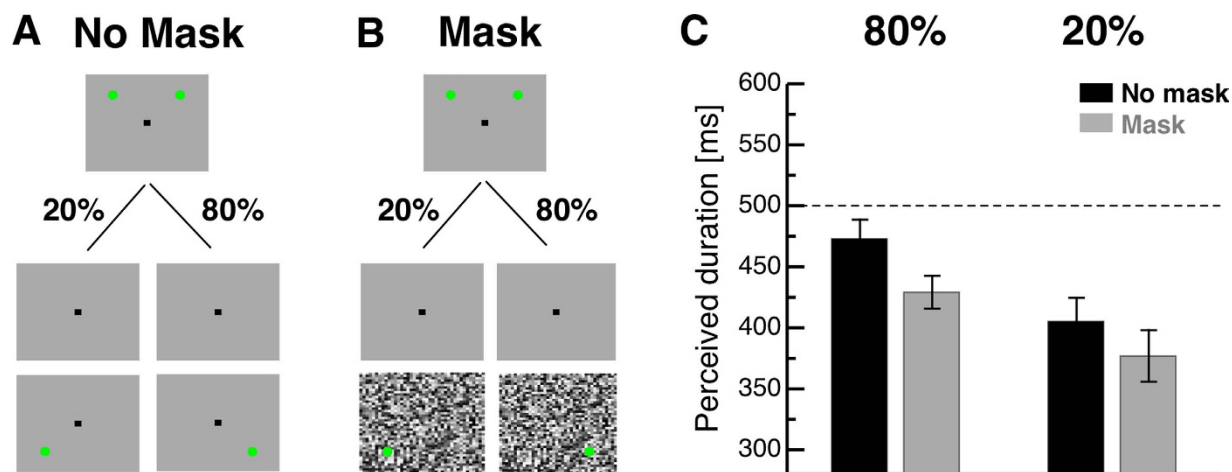 A No Mask
20% 80%
B Mask
20% 80%
C 80% 20%
Perceived duration [ms]
600
550
500
450
400
350
300
No mask
Mask